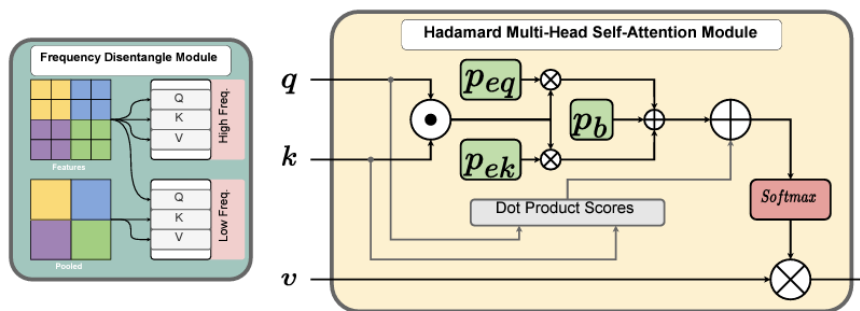 Frequency Disentangle Module
Q
K
V
High Freq.
Features
Q
K
V
Low Freq.
Pooled
Hadamard Multi-Head Self-Attention Module
q
k
v
p_eq
p_b
p_ek
Dot Product Scores
Softmax